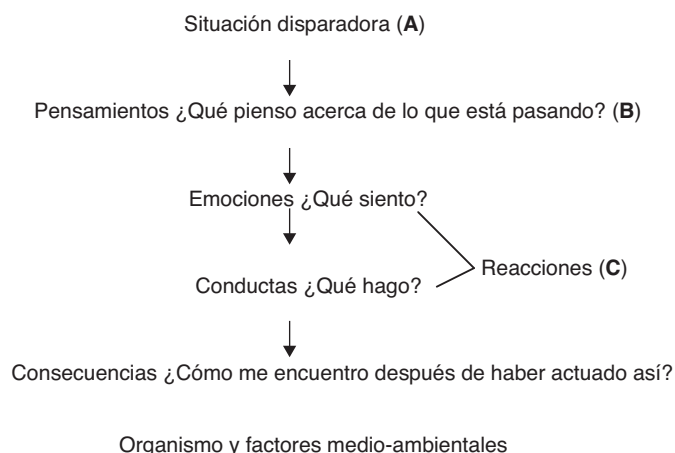 Situación disparadora (A)
Pensamientos ¿Qué pienso acerca de lo que está pasando? (B)
Emociones ¿Qué siento?
Reacciones (C)
Conductas ¿Qué hago?
Consecuencias ¿Cómo me encuentro después de haber actuado así?
Organismo y factores medio-ambientales